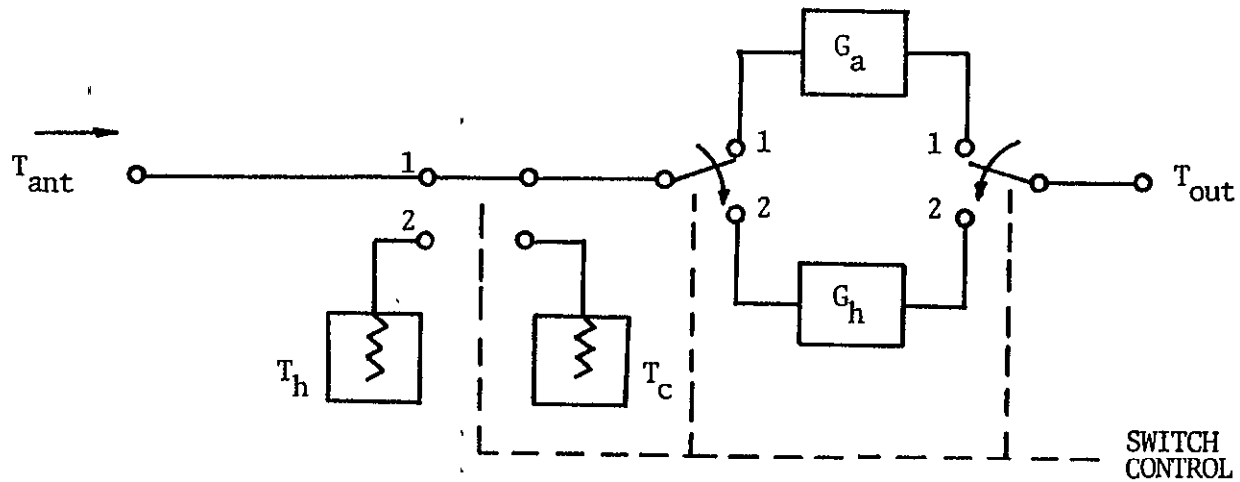 G_a
1
1
T_ant
1
T_out
2
2
2
G_h
T_h
T_c
SWITCH
CONTROL